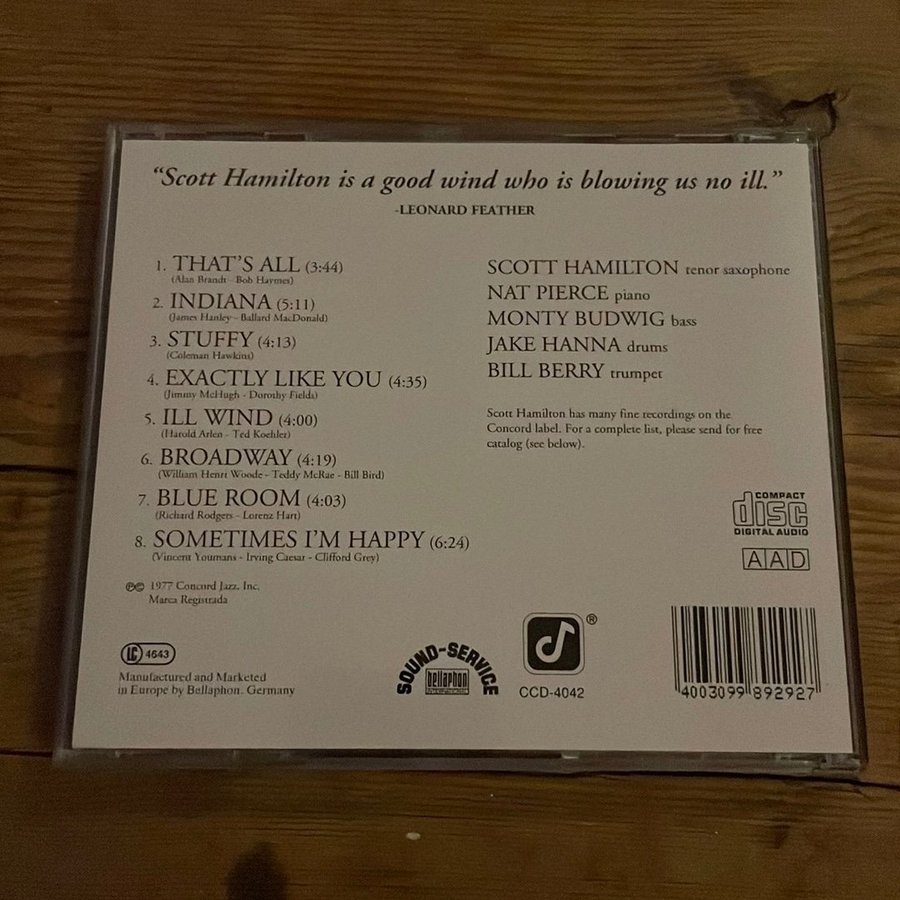 “Scott Hamilton is a good wind who is blowing us no ill.”
-LEONARD FEATHER
1. THAT'S ALL (3:44)
(Alan Brandt - Bob Haymes)
2. INDIANA (5:11)
(James Hanley - Ballard MacDonald)
3. STUFFY (4:13)
(Coleman Hawkins)
4. EXACTLY LIKE YOU (4:35)
(Jimmy McHugh - Dorothy Fields)
5. ILL WIND (4:00)
(Harold Arlen - Ted Koehler)
6. BROADWAY (4:19)
(William Henri Woode - Teddy McRae - Bill Bird)
7. BLUE ROOM (4:03)
(Richard Rodgers - Lorenz Hart)
8. SOMETIMES I'M HAPPY (6:24)
(Vincent Youmans - Irving Caesar - Clifford Grey)
℗© 1977 Concord Jazz, Inc.
Marca Registrada
SCOTT HAMILTON tenor saxophone
NAT PIERCE piano
MONTY BUDWIG bass
JAKE HANNA drums
BILL BERRY trumpet
Scott Hamilton has many fine recordings on the
Concord label. For a complete list, please send for free
catalog (see below).
COMPACT
disc
DIGITAL AUDIO
AAD
LC 4643
Manufactured and Marketed
in Europe by Bellaphon. Germany
SOUND-SERVICE
bellaphon
®
CCD-4042
4003099 892927